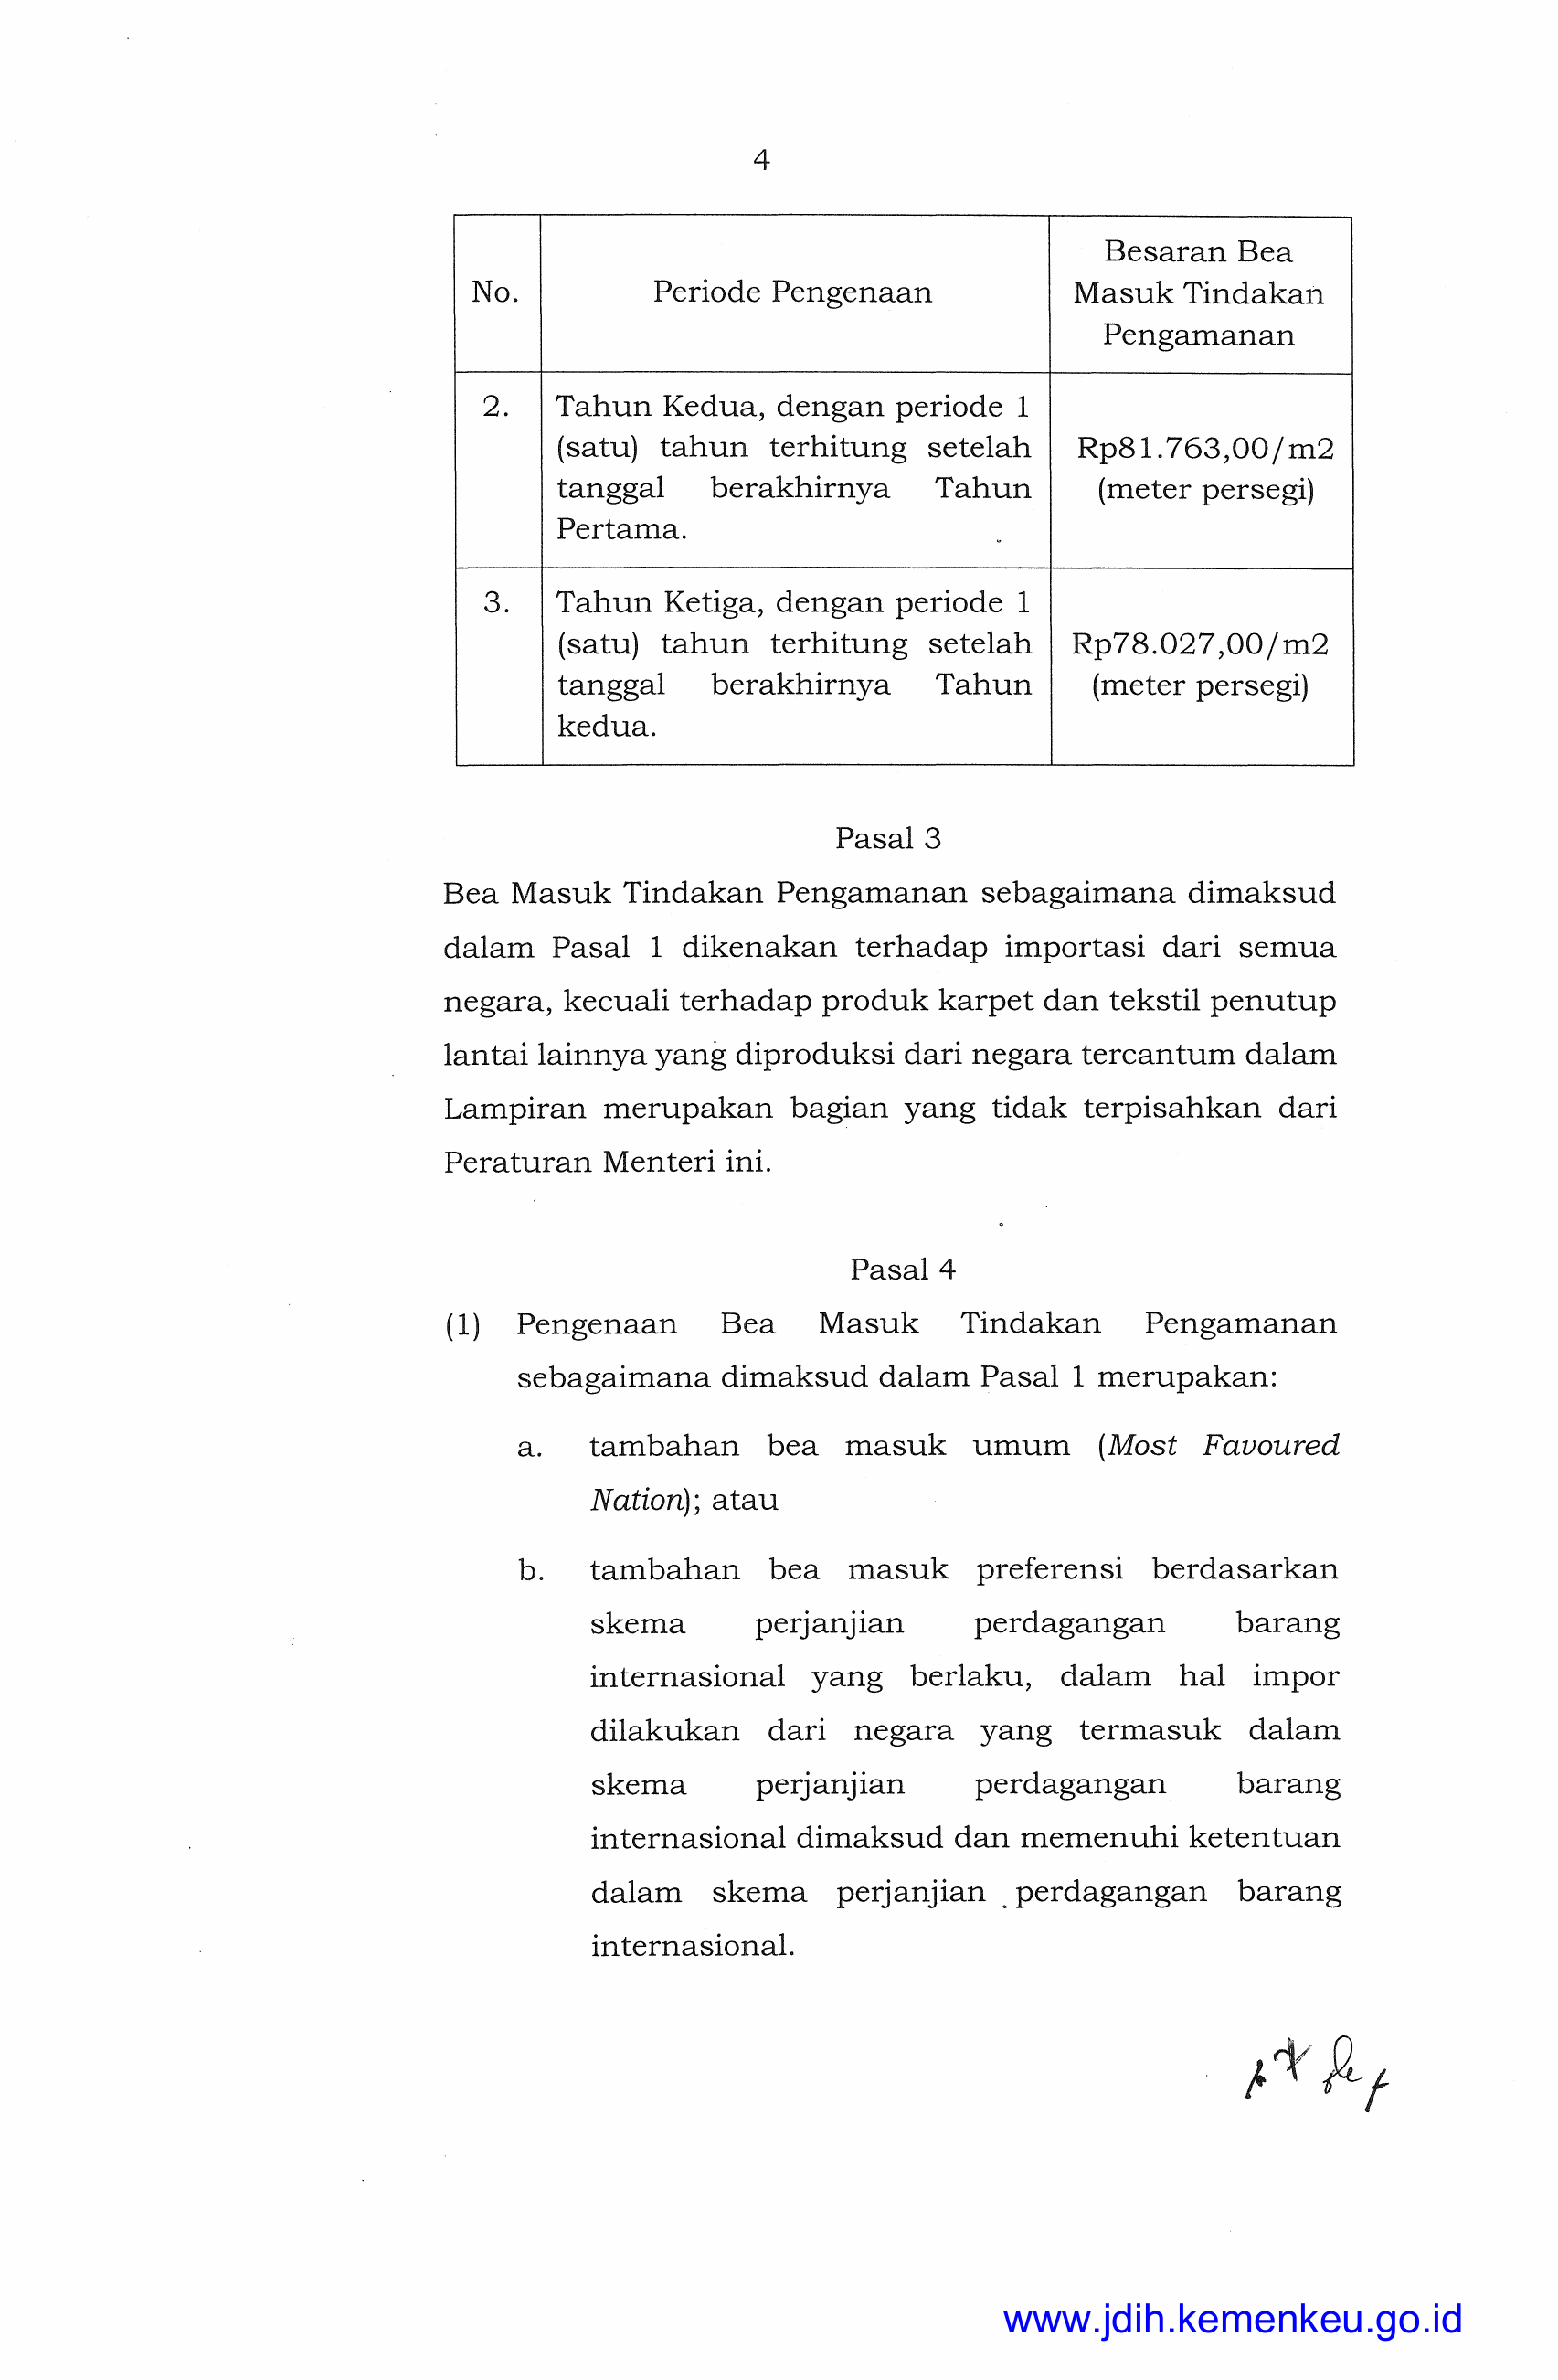 4
No.
Periode Pengenaan
Besaran Bea
Masuk Tindakan
Pengamanan
2.
Tahun Kedua, dengan periode 1
(satu) tahun terhitung setelah
tanggal berakhirnya Tahun
Pertama.
Rp81.763,00/m2
(meter persegi)
3.
Tahun Ketiga, dengan periode 1
(satu) tahun terhitung setelah
tanggal berakhirnya Tahun
kedua.
Rp78.027,00/m2
(meter persegi)
Pasal 3
Bea Masuk Tindakan Pengamanan sebagaimana dimaksud
dalam Pasal 1 dikenakan terhadap importasi dari semua
negara, kecuali terhadap produk karpet dan tekstil penutup
lantai lainnya yang diproduksi dari negara tercantum dalam
Lampiran merupakan bagian yang tidak terpisahkan dari
Peraturan Menteri ini.
Pasal 4
(1) Pengenaan Bea Masuk Tindakan Pengamanan
sebagaimana dimaksud dalam Pasal 1 merupakan:
a. tambahan bea masuk umum (Most Favoured
Nation); atau
b. tambahan bea masuk preferensi berdasarkan
skema perjanjian perdagangan barang
internasional yang berlaku, dalam hal impor
dilakukan dari negara yang termasuk dalam
skema perjanjian perdagangan barang
internasional dimaksud dan memenuhi ketentuan
dalam skema perjanjian perdagangan barang
internasional.
www.jdih.kemenkeu.go.id